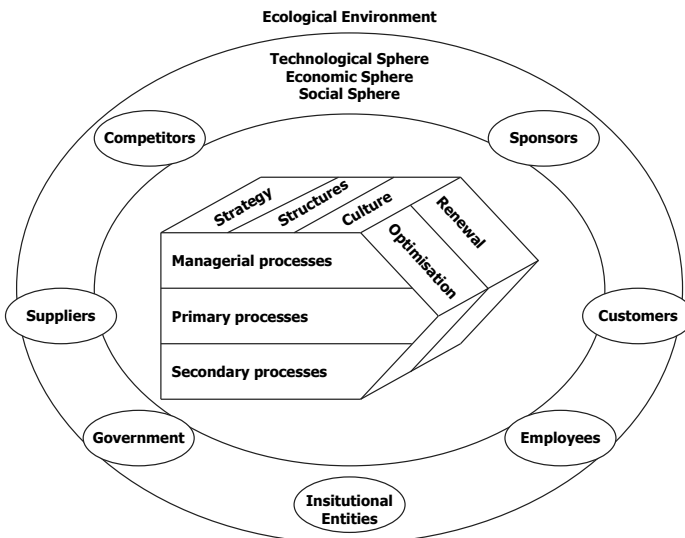 Ecological Environment
Technological Sphere
Economic Sphere
Social Sphere
Competitors
Sponsors
Strategy
Structures
Culture
Renewal
Optimisation
Managerial processes
Primary processes
Secondary processes
Suppliers
Customers
Government
Employees
Insitutional
Entities